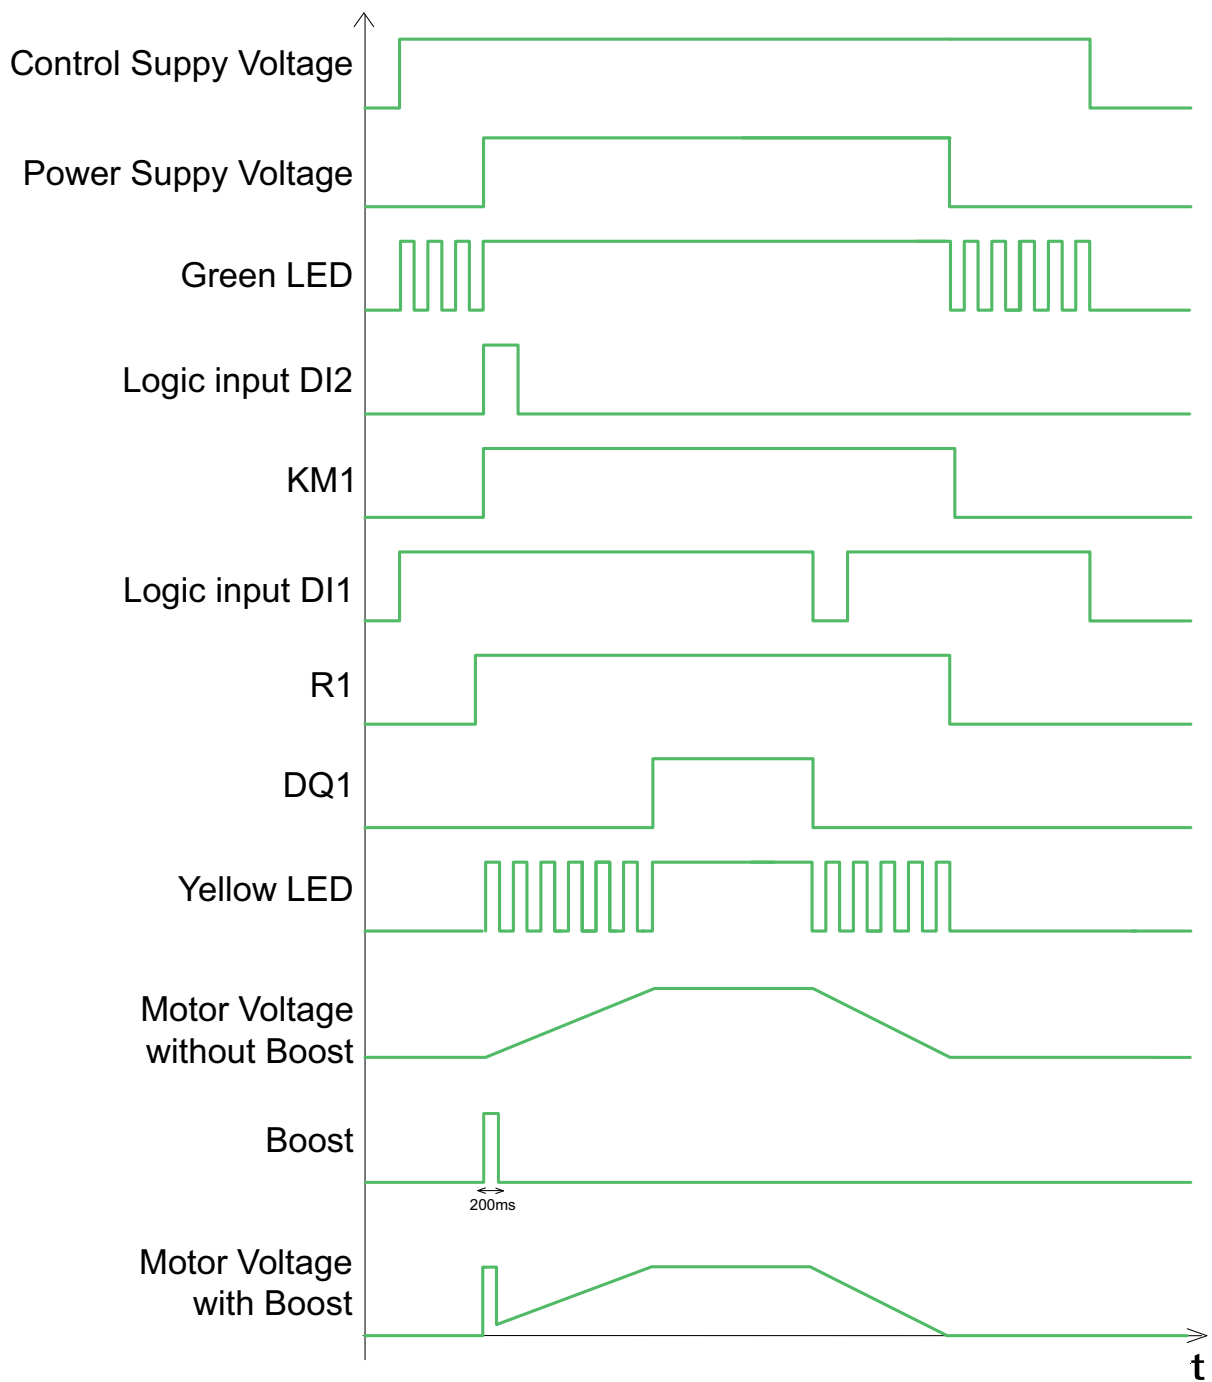 Control Suppy Voltage
Power Suppy Voltage
Green LED
Logic input DI2
KM1
Logic input DI1
R1
DQ1
Yellow LED
Motor Voltage
without Boost
Boost
200ms
Motor Voltage
with Boost
t